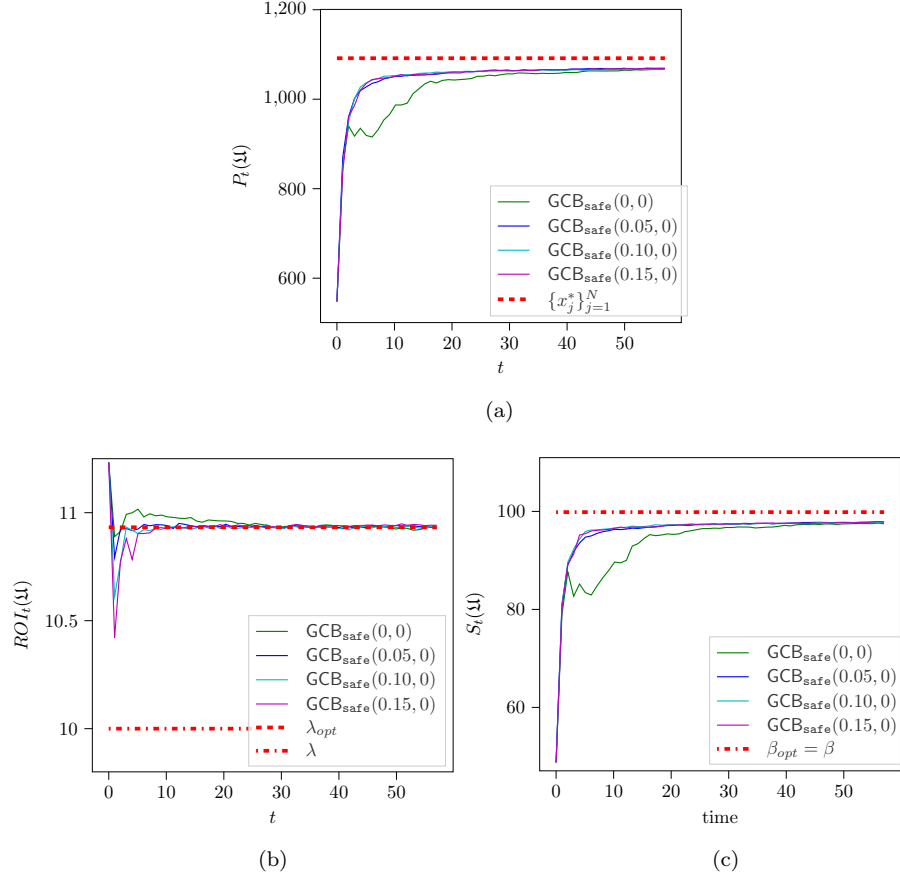 1,200
1,000
800
600
P_t(𝔘)
GCB_safe(0, 0)
GCB_safe(0.05, 0)
GCB_safe(0.10, 0)
GCB_safe(0.15, 0)
{x_j^*}_{j=1}^N
0 10 20 30 40 50
t
(a)
11
10.5
10
ROI_t(𝔘)
GCB_safe(0, 0)
GCB_safe(0.05, 0)
GCB_safe(0.10, 0)
GCB_safe(0.15, 0)
λ_opt
λ
0 10 20 30 40 50
t
(b)
100
80
60
S_t(𝔘)
GCB_safe(0, 0)
GCB_safe(0.05, 0)
GCB_safe(0.10, 0)
GCB_safe(0.15, 0)
β_opt = β
0 10 20 30 40 50
time
(c)